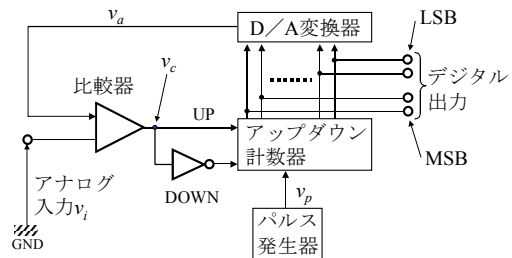 v_a
D／A変換器
LSB
デジタル
出力
MSB
比較器
v_c
UP
アップダウン
計数器
DOWN
アナログ
入力v_i
GND
v_p
パルス
発生器